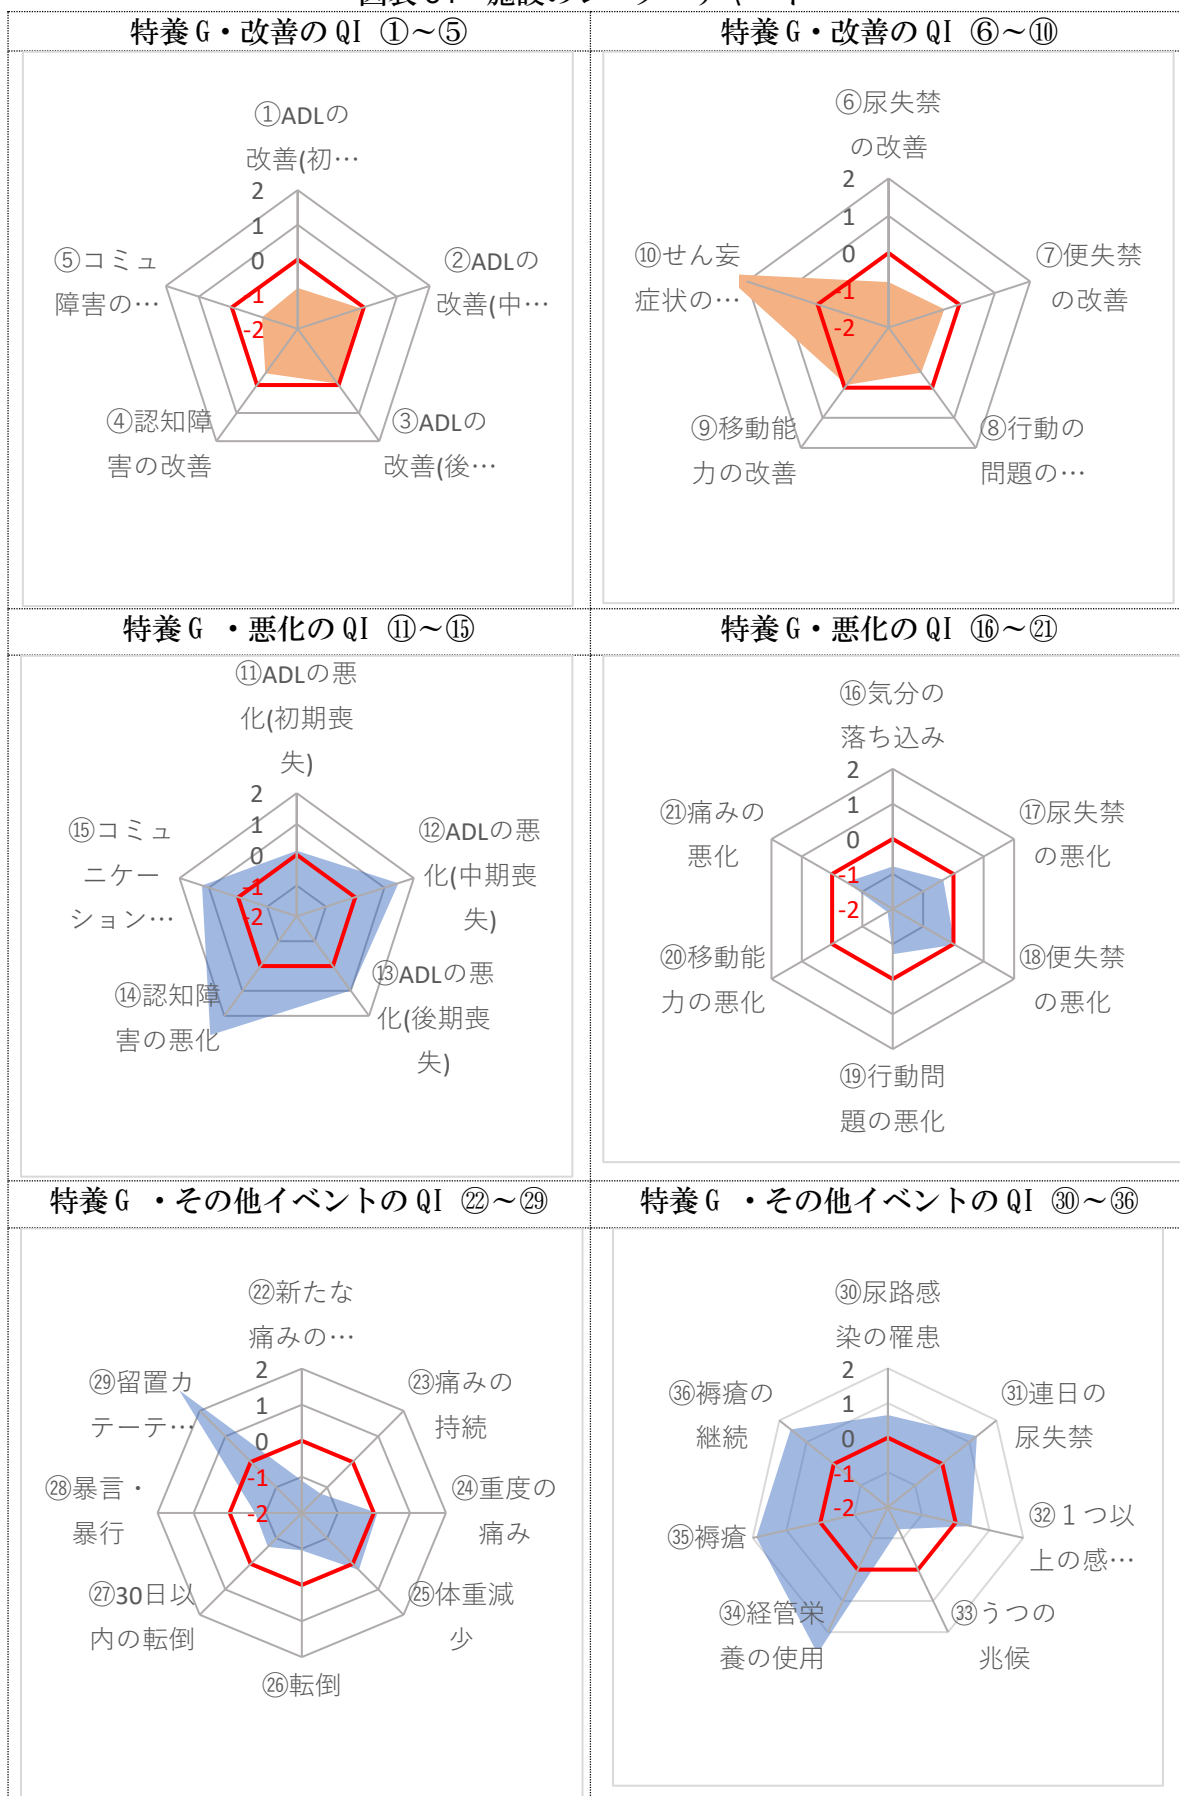 特養G・改善のQI ①～⑤
特養G・改善のQI ⑥～⑩
①ADLの
改善(初…
2
1
0
-1
-2
②ADLの
改善(中…
③ADLの
改善(後…
④認知障
害の改善
⑤コミュ
障害の…
⑥尿失禁
の改善
2
1
0
-1
-2
⑦便失禁
の改善
⑧行動の
問題の…
⑨移動能
力の改善
⑩せん妄
症状の…
特養G ・悪化のQI ⑪～⑮
特養G・悪化のQI ⑯～㉑
⑪ADLの悪
化(初期喪
失)
2
1
0
-1
-2
⑫ADLの悪
化(中期喪
失)
⑬ADLの悪
化(後期喪
失)
⑭認知障
害の悪化
⑮コミュ
ニケー
ション…
⑯気分の
落ち込み
2
1
0
-1
-2
⑰尿失禁
の悪化
⑱便失禁
の悪化
⑲行動問
題の悪化
⑳移動能
力の悪化
㉑痛みの
悪化
特養G ・その他イベントのQI ㉒～㉙
特養G ・その他イベントのQI ㉚～㊱
㉒新たな
痛みの…
2
1
0
-1
-2
㉓痛みの
持続
㉔重度の
痛み
㉕体重減
少
㉖転倒
㉗30日以
内の転倒
㉘暴言・
暴行
㉙留置カ
テーテ…
㉚尿路感
染の罹患
2
1
0
-1
-2
㉛連日の
尿失禁
㉜１つ以
上の感…
㉝うつの
兆候
㉞経管栄
養の使用
㉟褥瘡
㊱褥瘡の
継続